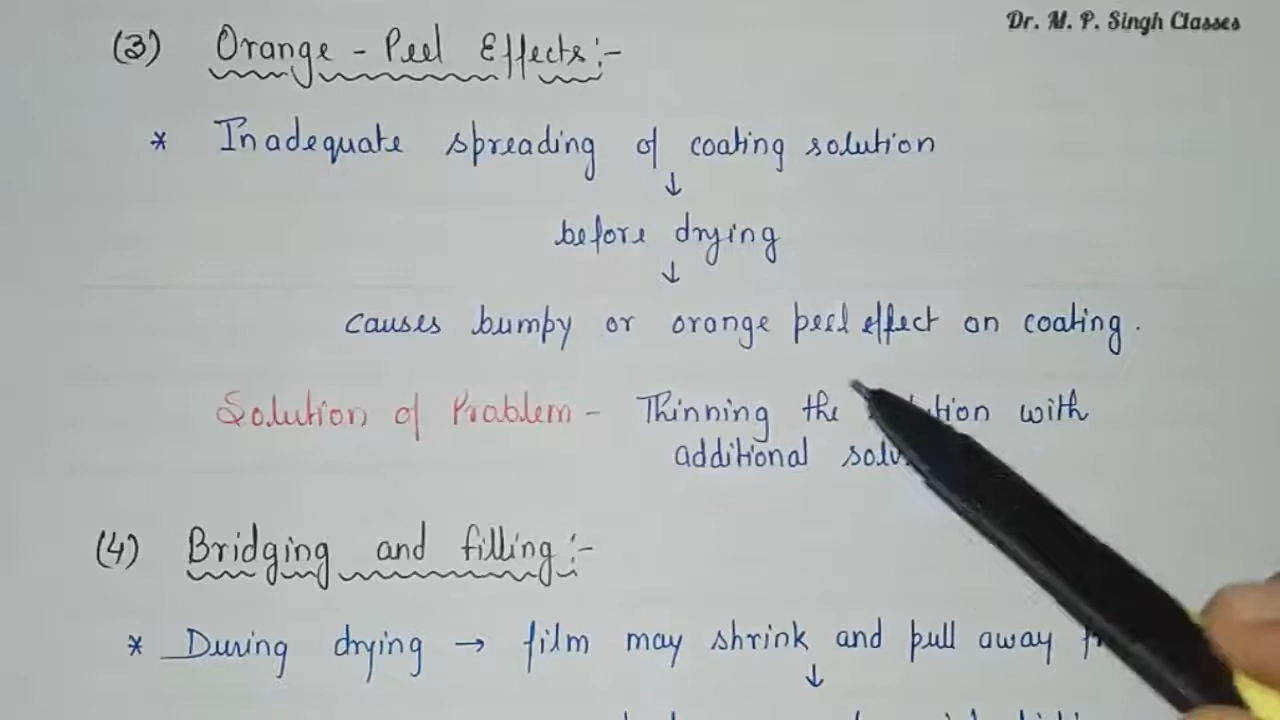 Dr. M. P. Singh Classes
(3) Orange - Peel Effects:-
* Inadequate spreading of coating solution
↓
before drying
↓
causes bumpy or orange peel effect on coating.
Solution of Problem - Thinning the with
additional
(4) Bridging and filling:-
* During drying → film may shrink and pull away
↓